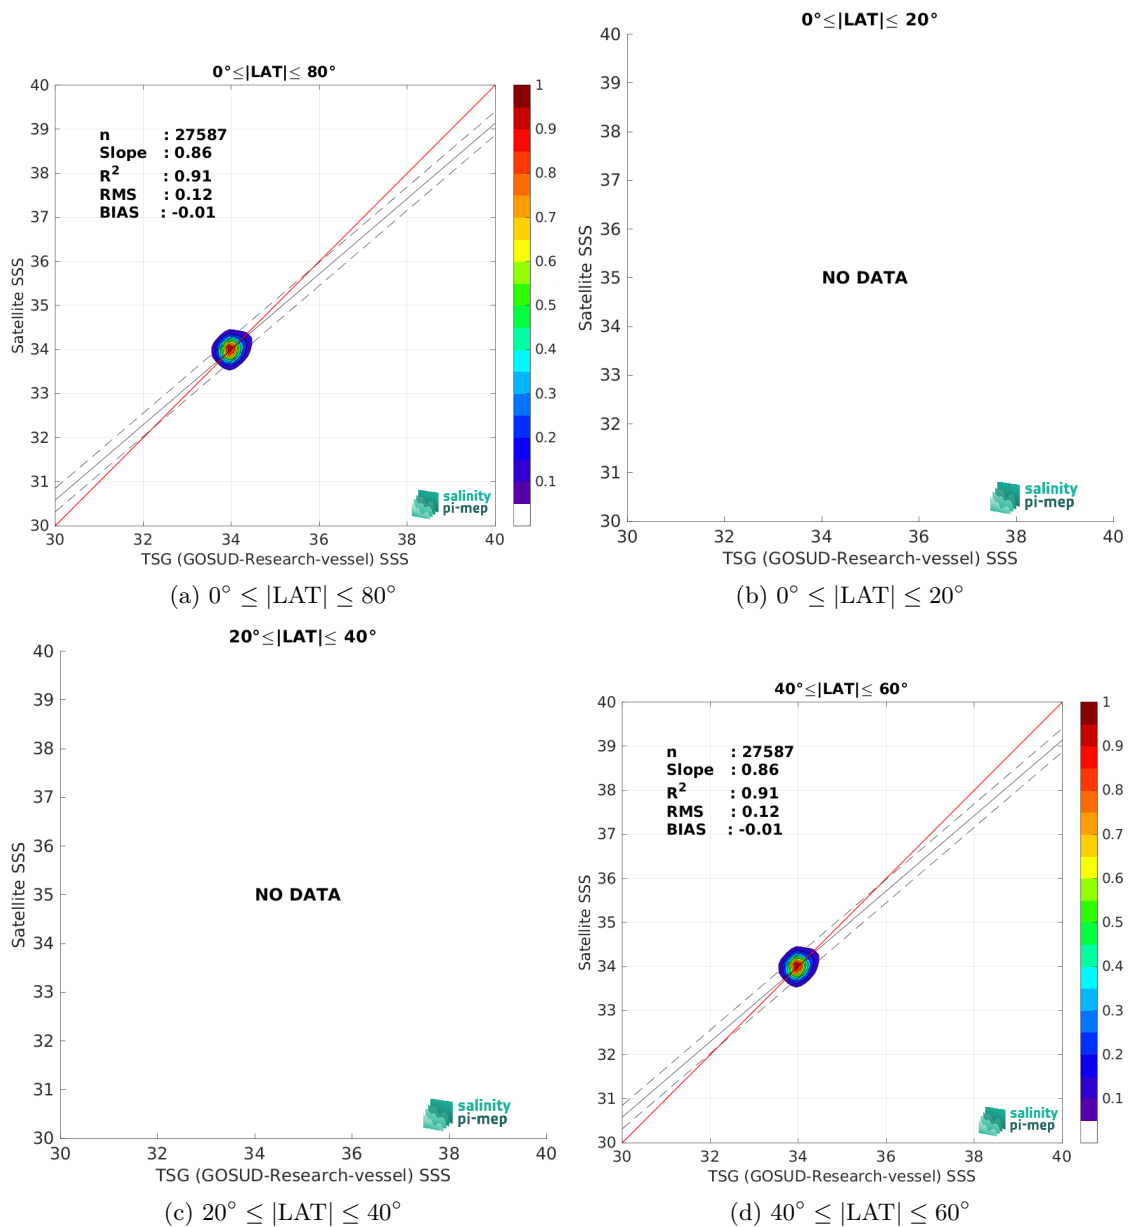 0°≤|LAT|≤ 80°
40
39
38
37
36
35
34
33
32
31
30
n : 27587
Slope : 0.86
R² : 0.91
RMS : 0.12
BIAS : -0.01
Satellite SSS
salinity
pi-mep
30 32 34 36 38 40
TSG (GOSUD-Research-vessel) SSS
1
0.9
0.8
0.7
0.6
0.5
0.4
0.3
0.2
0.1
(a) 0° ≤ |LAT| ≤ 80°
0°≤|LAT|≤ 20°
40
39
38
37
36
35
34
33
32
31
30
Satellite SSS
NO DATA
salinity
pi-mep
30 32 34 36 38 40
TSG (GOSUD-Research-vessel) SSS
(b) 0° ≤ |LAT| ≤ 20°
20°≤|LAT|≤ 40°
40
39
38
37
36
35
34
33
32
31
30
Satellite SSS
NO DATA
salinity
pi-mep
30 32 34 36 38 40
TSG (GOSUD-Research-vessel) SSS
(c) 20° ≤ |LAT| ≤ 40°
40°≤|LAT|≤ 60°
40
39
38
37
36
35
34
33
32
31
30
n : 27587
Slope : 0.86
R² : 0.91
RMS : 0.12
BIAS : -0.01
Satellite SSS
salinity
pi-mep
30 32 34 36 38 40
TSG (GOSUD-Research-vessel) SSS
1
0.9
0.8
0.7
0.6
0.5
0.4
0.3
0.2
0.1
(d) 40° ≤ |LAT| ≤ 60°